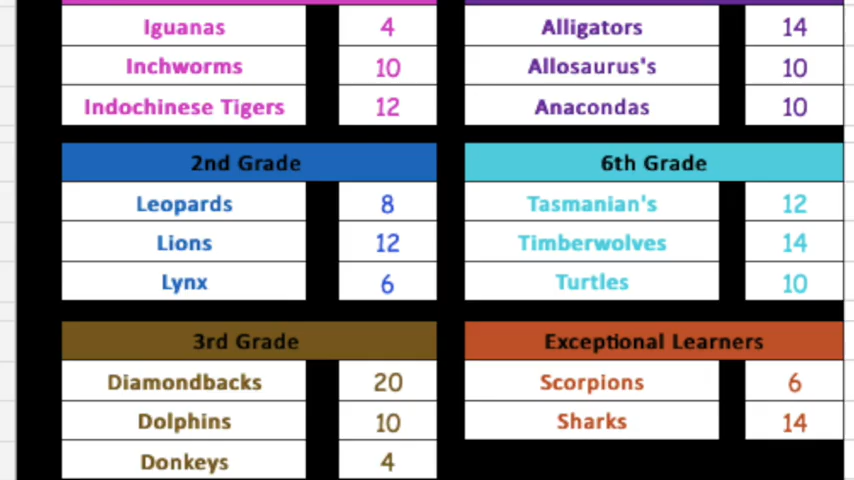 Iguanas 4
Inchworms 10
Indochinese Tigers 12
Alligators 14
Allosaurus's 10
Anacondas 10
2nd Grade
Leopards 8
Lions 12
Lynx 6
6th Grade
Tasmanian's 12
Timberwolves 14
Turtles 10
3rd Grade
Diamondbacks 20
Dolphins 10
Donkeys 4
Exceptional Learners
Scorpions 6
Sharks 14